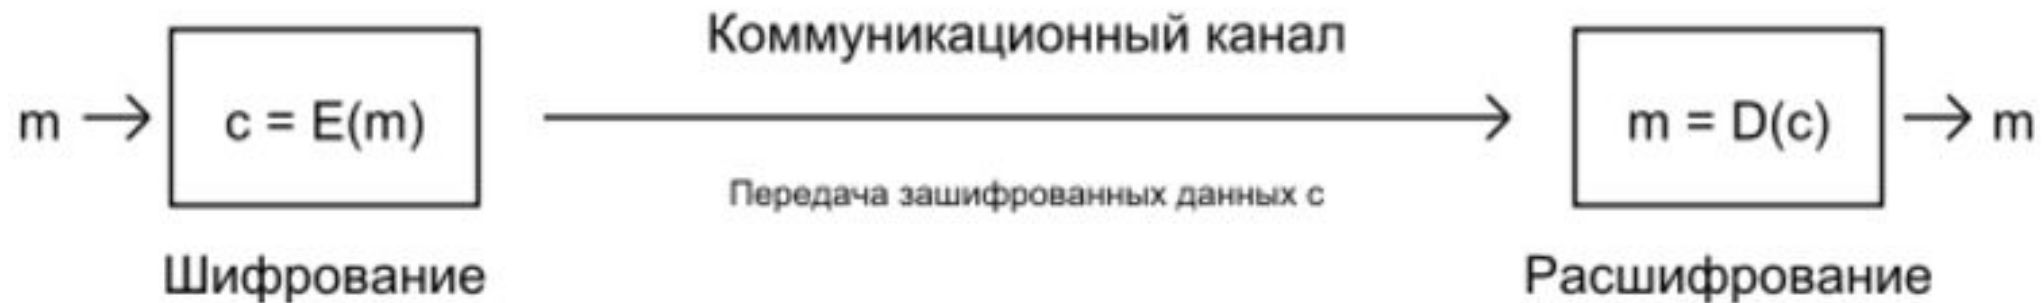 Коммуникационный канал
m → c = E(m) → m = D(c) → m
Передача зашифрованных данных с
Шифрование
Расшифрование